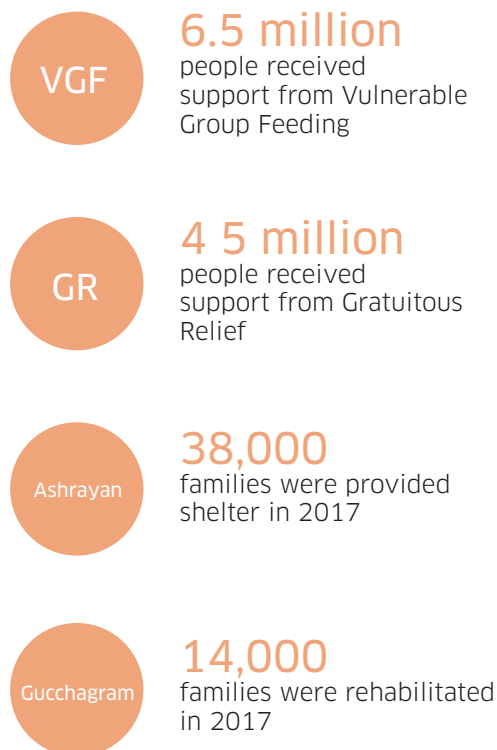 VGF
6.5 million
people received
support from Vulnerable
Group Feeding
GR
4 5 million
people received
support from Gratuitous
Relief
Ashrayan
38,000
families were provided
shelter in 2017
Gucchagram
14,000
families were rehabilitated
in 2017